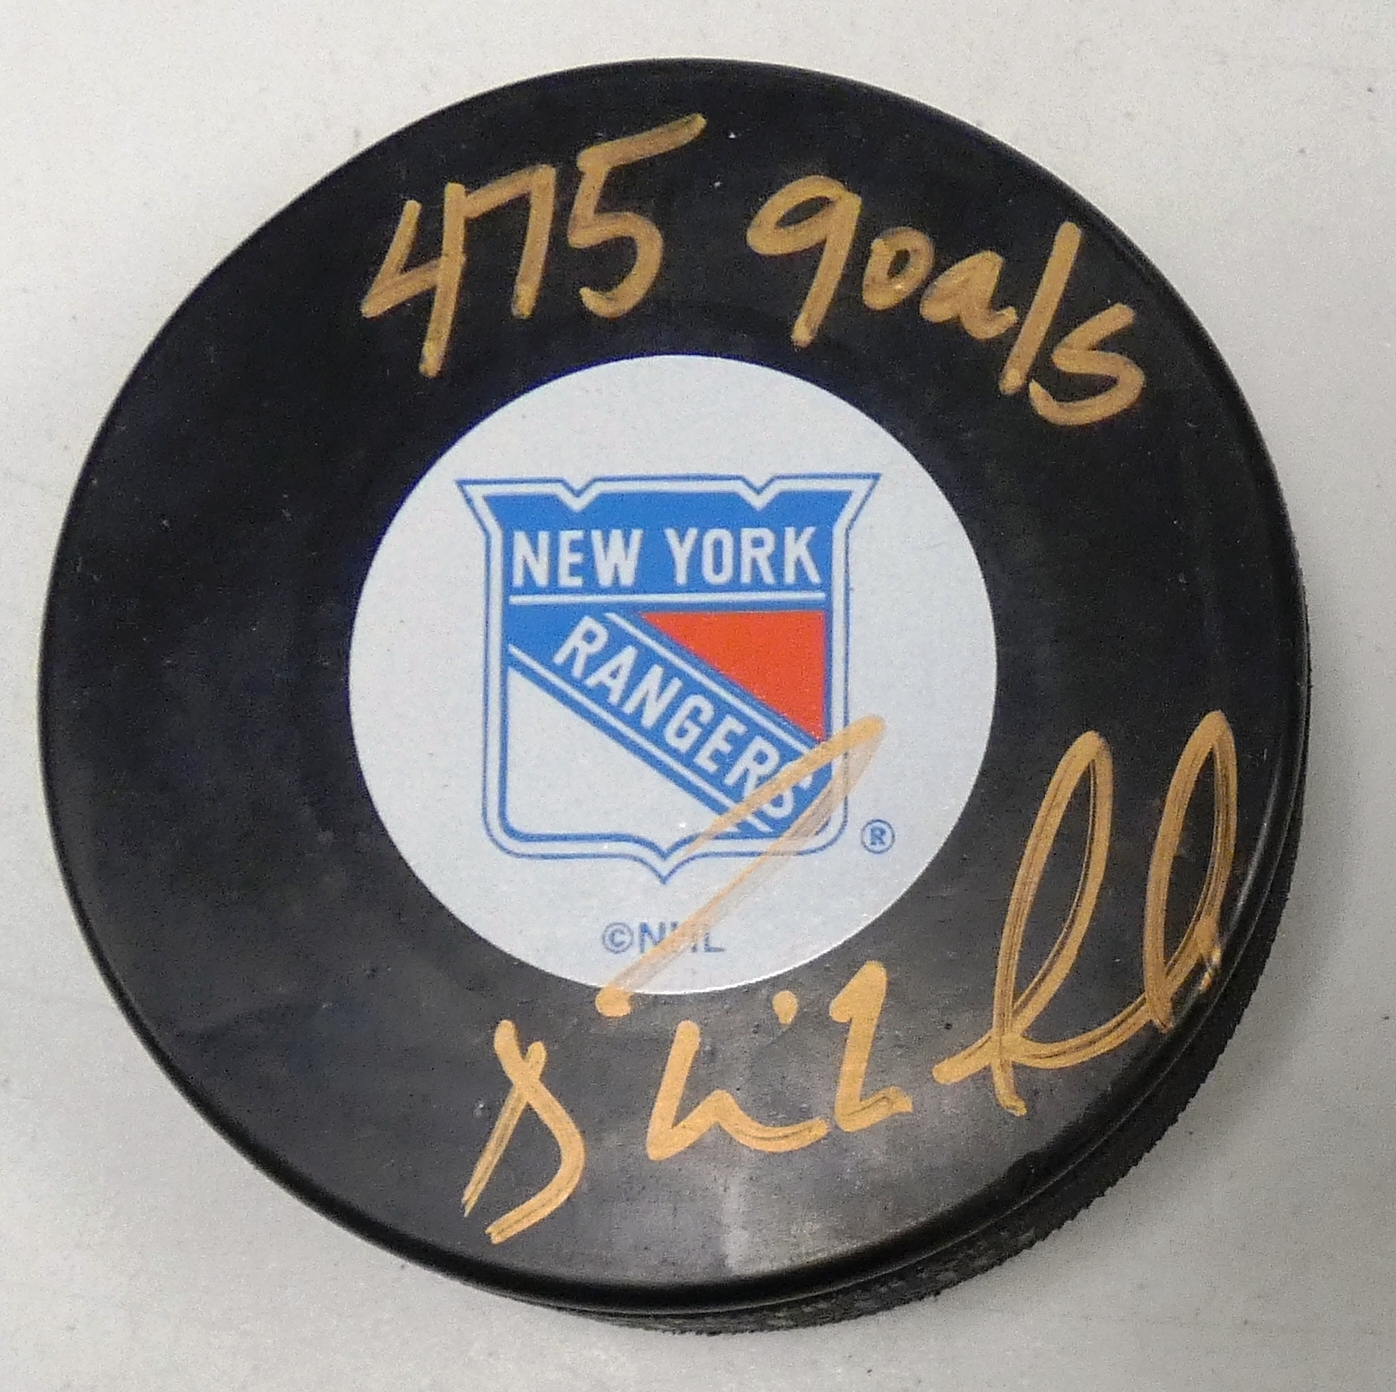 475 goals
NEW YORK
RANGERS
®
©NHL